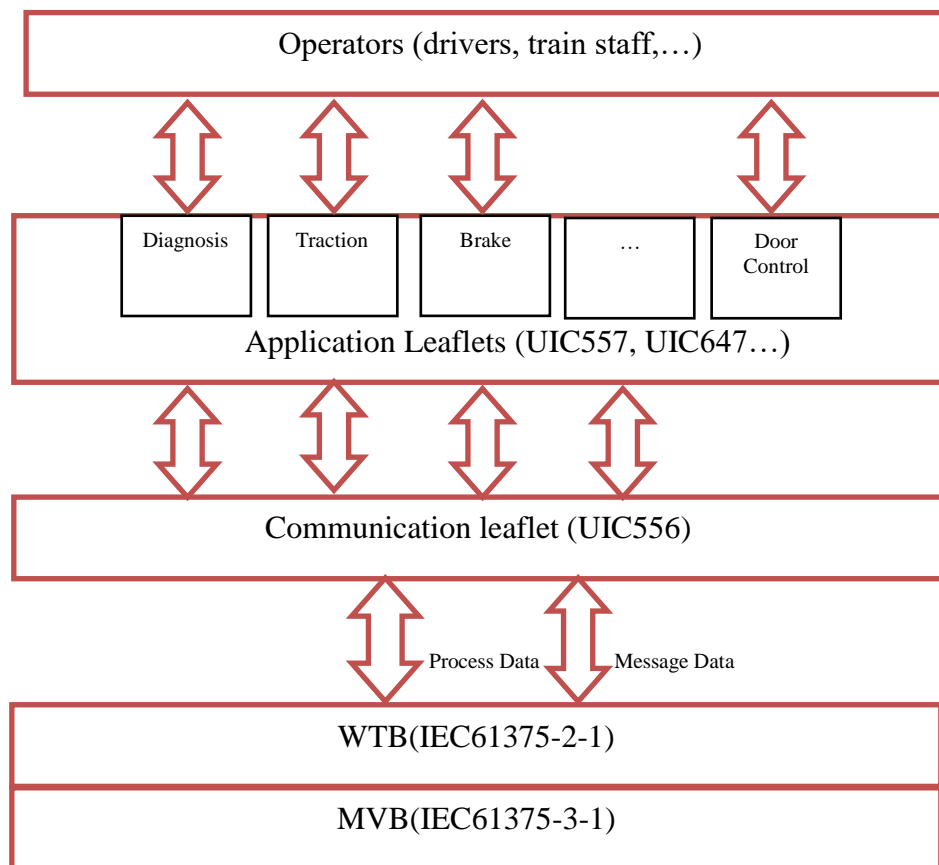 Operators (drivers, train staff,…)
Diagnosis
Traction
Brake
…
Door
Control
Application Leaflets (UIC557, UIC647…)
Communication leaflet (UIC556)
Process Data
Message Data
WTB(IEC61375-2-1)
MVB(IEC61375-3-1)